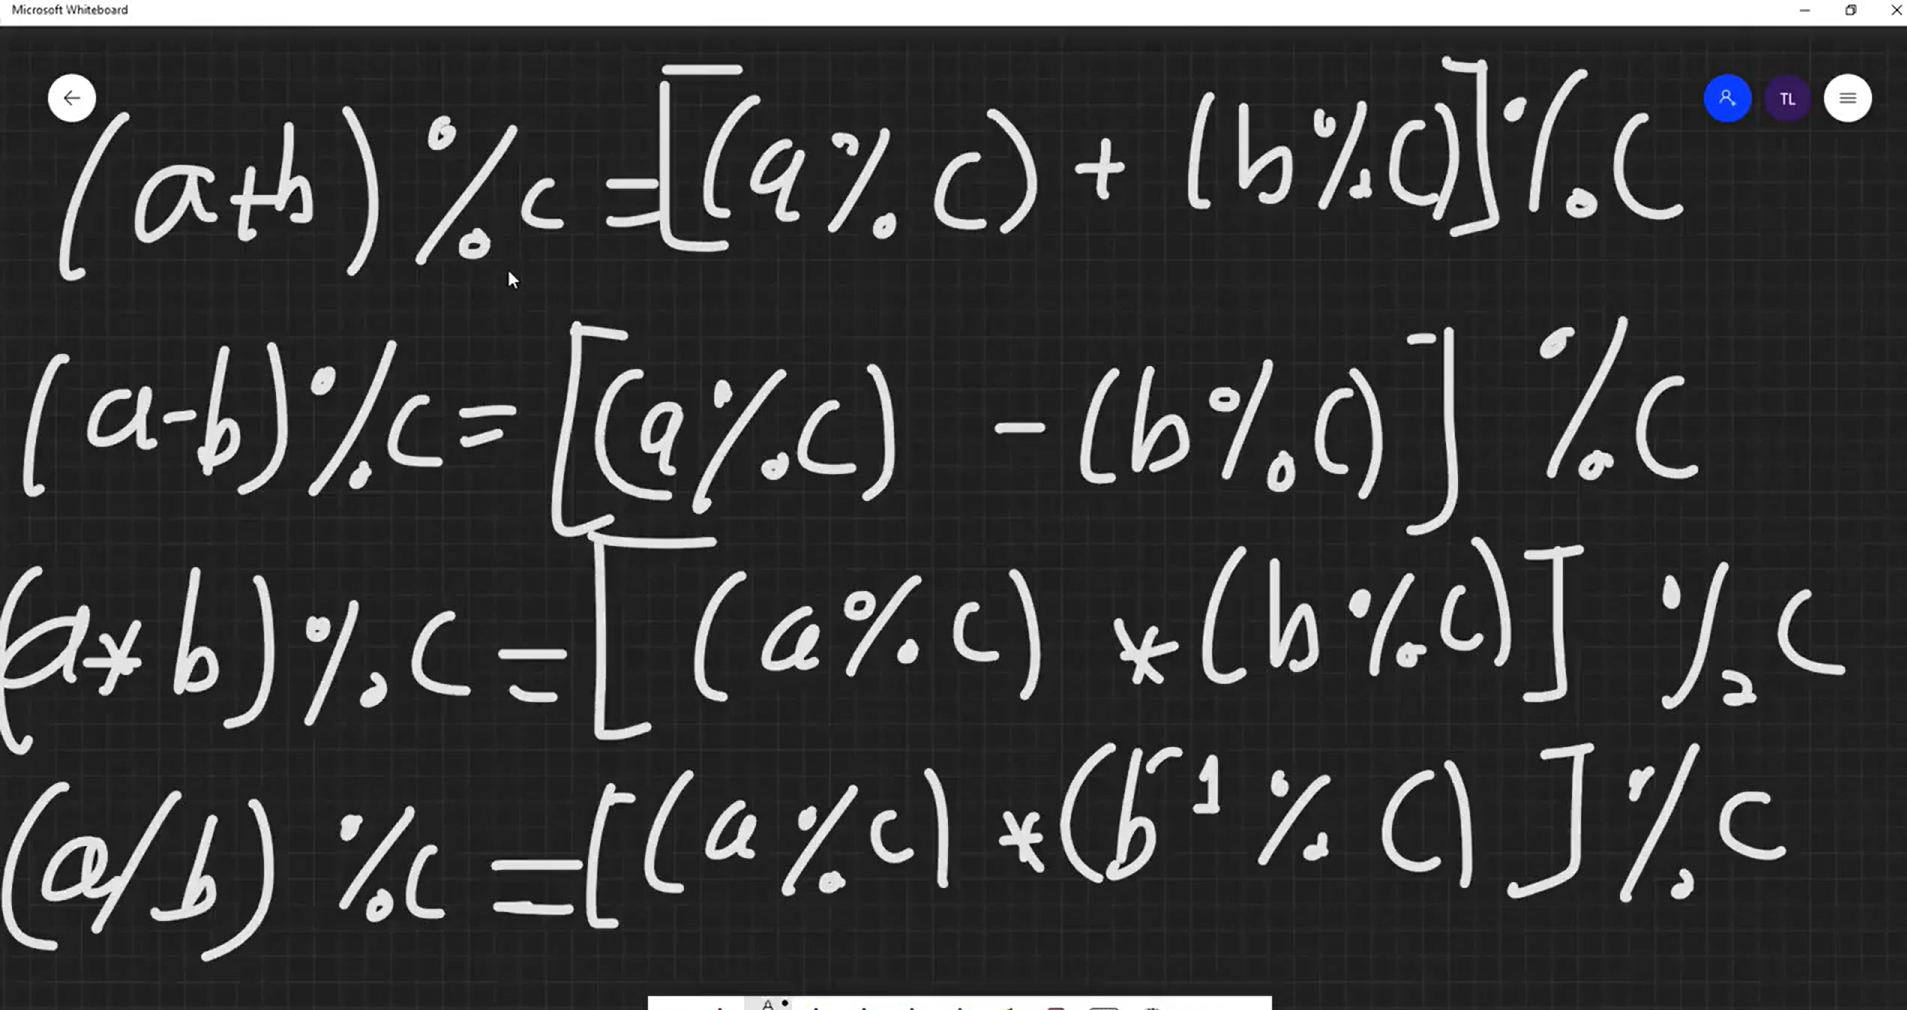 Microsoft Whiteboard
(a+b) % c = [(a % c) + (b % c)] % c
TL
(a-b) % c = [(a % c) - (b % c)] % c
(a * b) % c = [(a % c) * (b % c)] % c
(a/b) % c = [(a % c) * (b⁻¹ % c)] % c